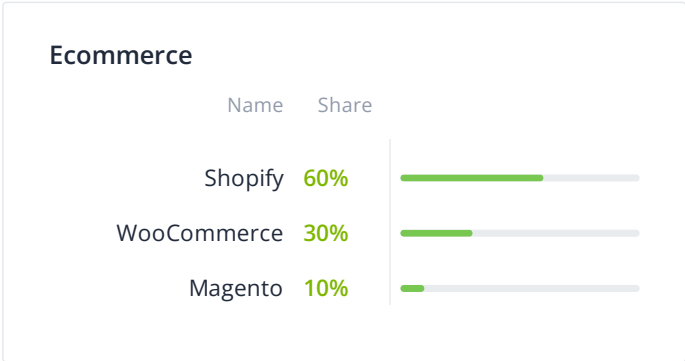 Ecommerce
Name Share
Shopify 60%
WooCommerce 30%
Magento 10%